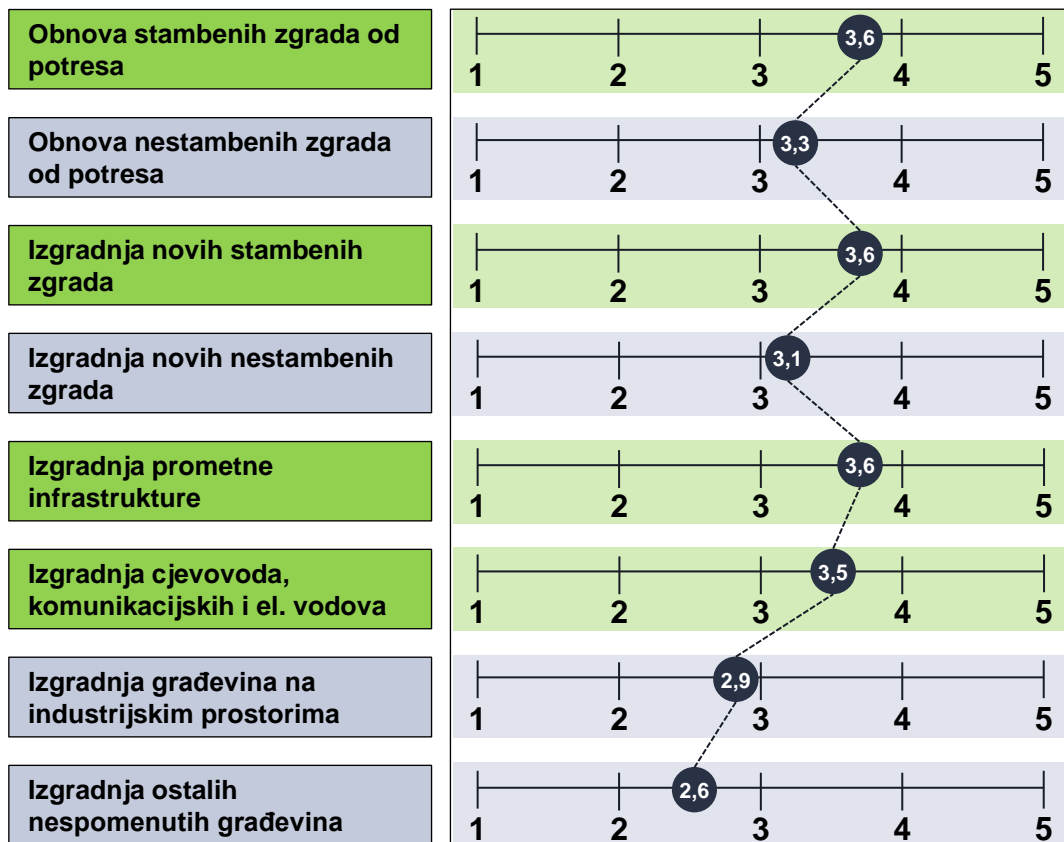 Obnova stambenih zgrada od
potresa
3,6
1 2 3 4 5
Obnova nestambenih zgrada
od potresa
3,3
1 2 3 4 5
Izgradnja novih stambenih
zgrada
3,6
1 2 3 4 5
Izgradnja novih nestambenih
zgrada
3,1
1 2 3 4 5
Izgradnja prometne
infrastrukture
3,6
1 2 3 4 5
Izgradnja cjevovoda,
komunikacijskih i el. vodova
3,5
1 2 3 4 5
Izgradnja građevina na
industrijskim prostorima
2,9
1 2 3 4 5
Izgradnja ostalih
nespomenutih građevina
2,6
1 2 3 4 5